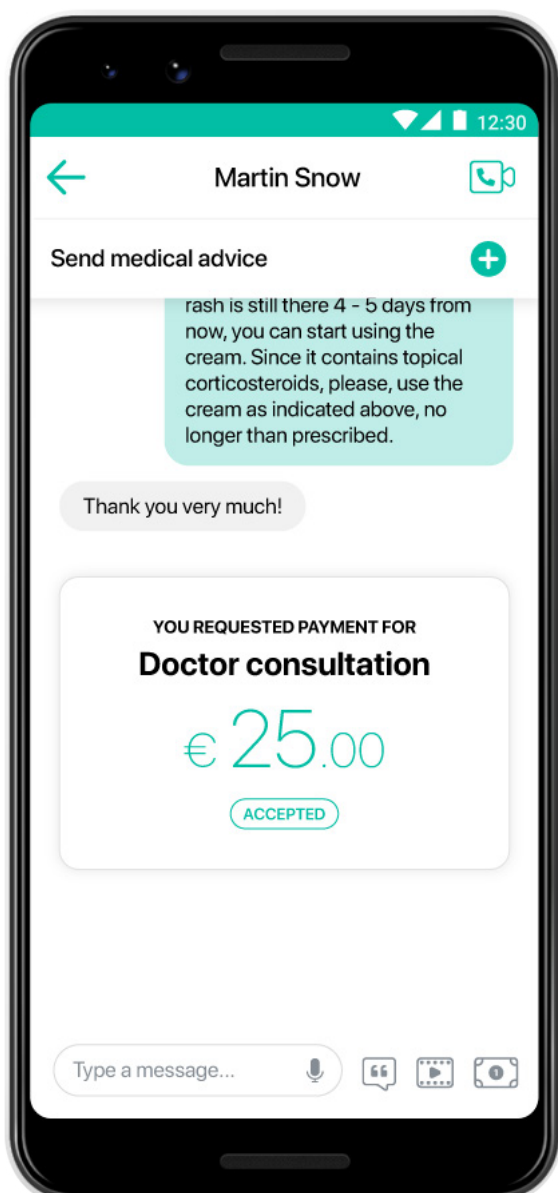 12:30
Martin Snow
Send medical advice
rash is still there 4 - 5 days from
now, you can start using the
cream. Since it contains topical
corticosteroids, please, use the
cream as indicated above, no
longer than prescribed.
Thank you very much!
YOU REQUESTED PAYMENT FOR
Doctor consultation
€ 25.00
ACCEPTED
Type a message...
1